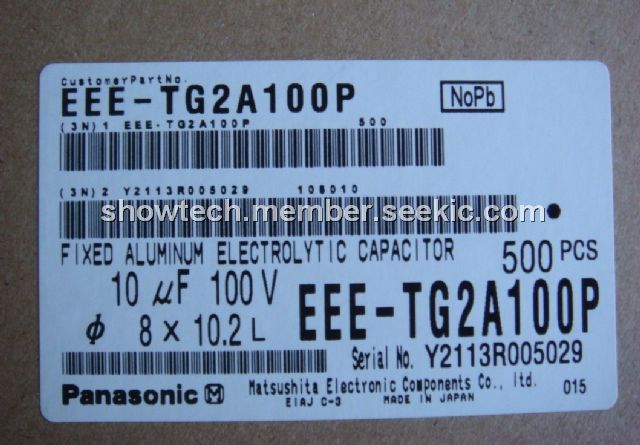 CustomerPartNo.
EEE-TG2A100P
NoPb
(3N)1 EEE-TG2A100P 500
(3N)2 Y2113R005029 106010
showtech.member.seekic.com
FIXED ALUMINUM ELECTROLYTIC CAPACITOR
500 PCS
10 μF 100 V
ϕ 8 × 10.2 L
EEE-TG2A100P
Serial No. Y2113R005029
Panasonic M
Matsushita Electronic Components Co., ltd. 015
EIAJ C-3 MADE IN JAPAN